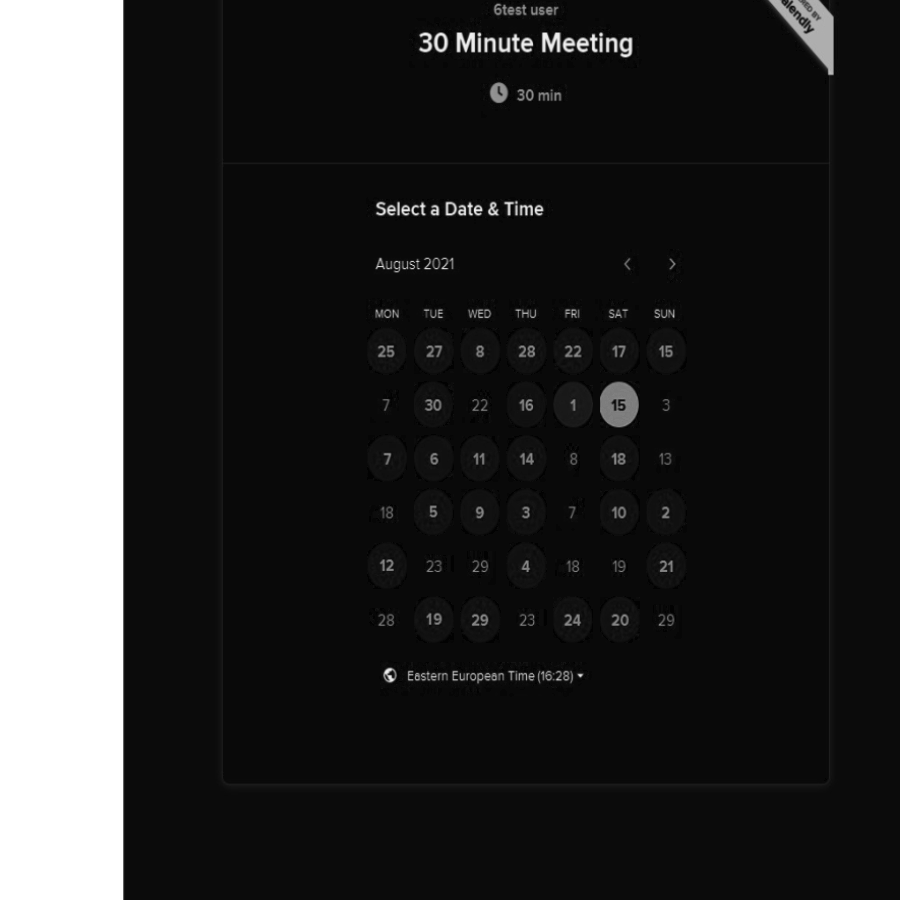 6test user
30 Minute Meeting
30 min
Select a Date & Time
August 2021
MON TUE WED THU FRI SAT SUN
25 27 8 28 22 17 15
7 30 22 16 1 15 3
7 6 11 14 8 18 13
18 5 9 3 7 10 2
12 23 29 4 18 19 21
28 19 29 23 24 20 29
Eastern European Time (16:28)